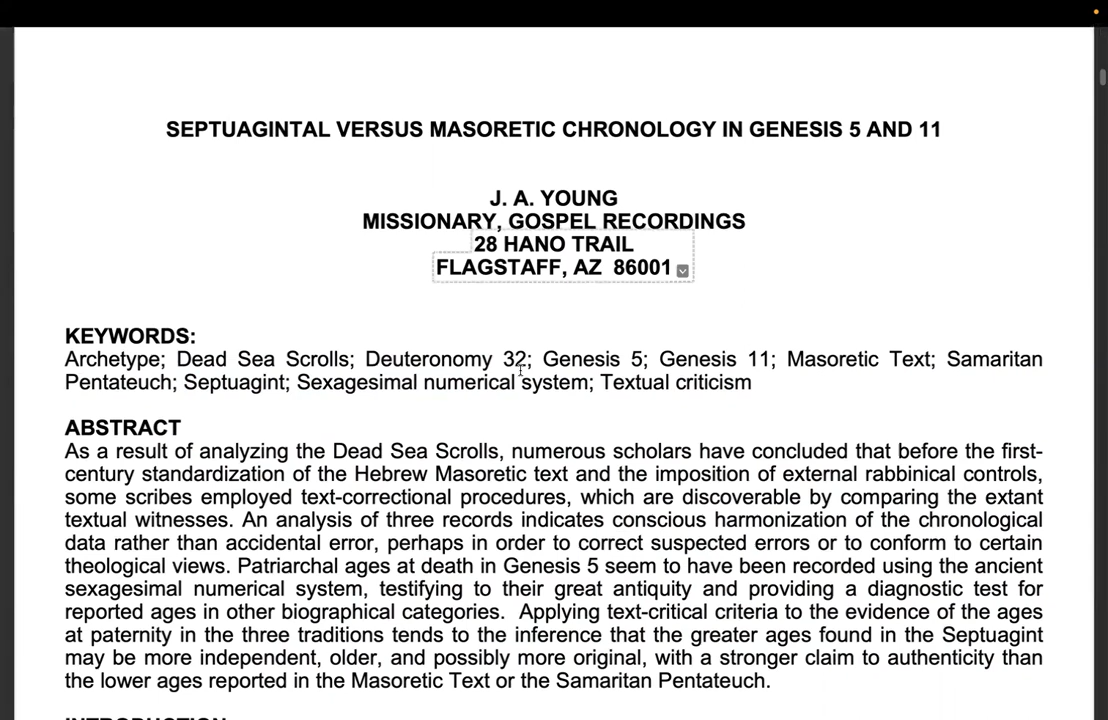 SEPTUAGINTAL VERSUS MASORETIC CHRONOLOGY IN GENESIS 5 AND 11
J. A. YOUNG
MISSIONARY, GOSPEL RECORDINGS
28 HANO TRAIL
FLAGSTAFF, AZ 86001
KEYWORDS:
Archetype; Dead Sea Scrolls; Deuteronomy 32; Genesis 5; Genesis 11; Masoretic Text; Samaritan
Pentateuch; Septuagint; Sexagesimal numerical system; Textual criticism
ABSTRACT
As a result of analyzing the Dead Sea Scrolls, numerous scholars have concluded that before the first-
century standardization of the Hebrew Masoretic text and the imposition of external rabbinical controls,
some scribes employed text-correctional procedures, which are discoverable by comparing the extant
textual witnesses. An analysis of three records indicates conscious harmonization of the chronological
data rather than accidental error, perhaps in order to correct suspected errors or to conform to certain
theological views. Patriarchal ages at death in Genesis 5 seem to have been recorded using the ancient
sexagesimal numerical system, testifying to their great antiquity and providing a diagnostic test for
reported ages in other biographical categories. Applying text-critical criteria to the evidence of the ages
at paternity in the three traditions tends to the inference that the greater ages found in the Septuagint
may be more independent, older, and possibly more original, with a stronger claim to authenticity than
the lower ages reported in the Masoretic Text or the Samaritan Pentateuch.
INTRODUCTION